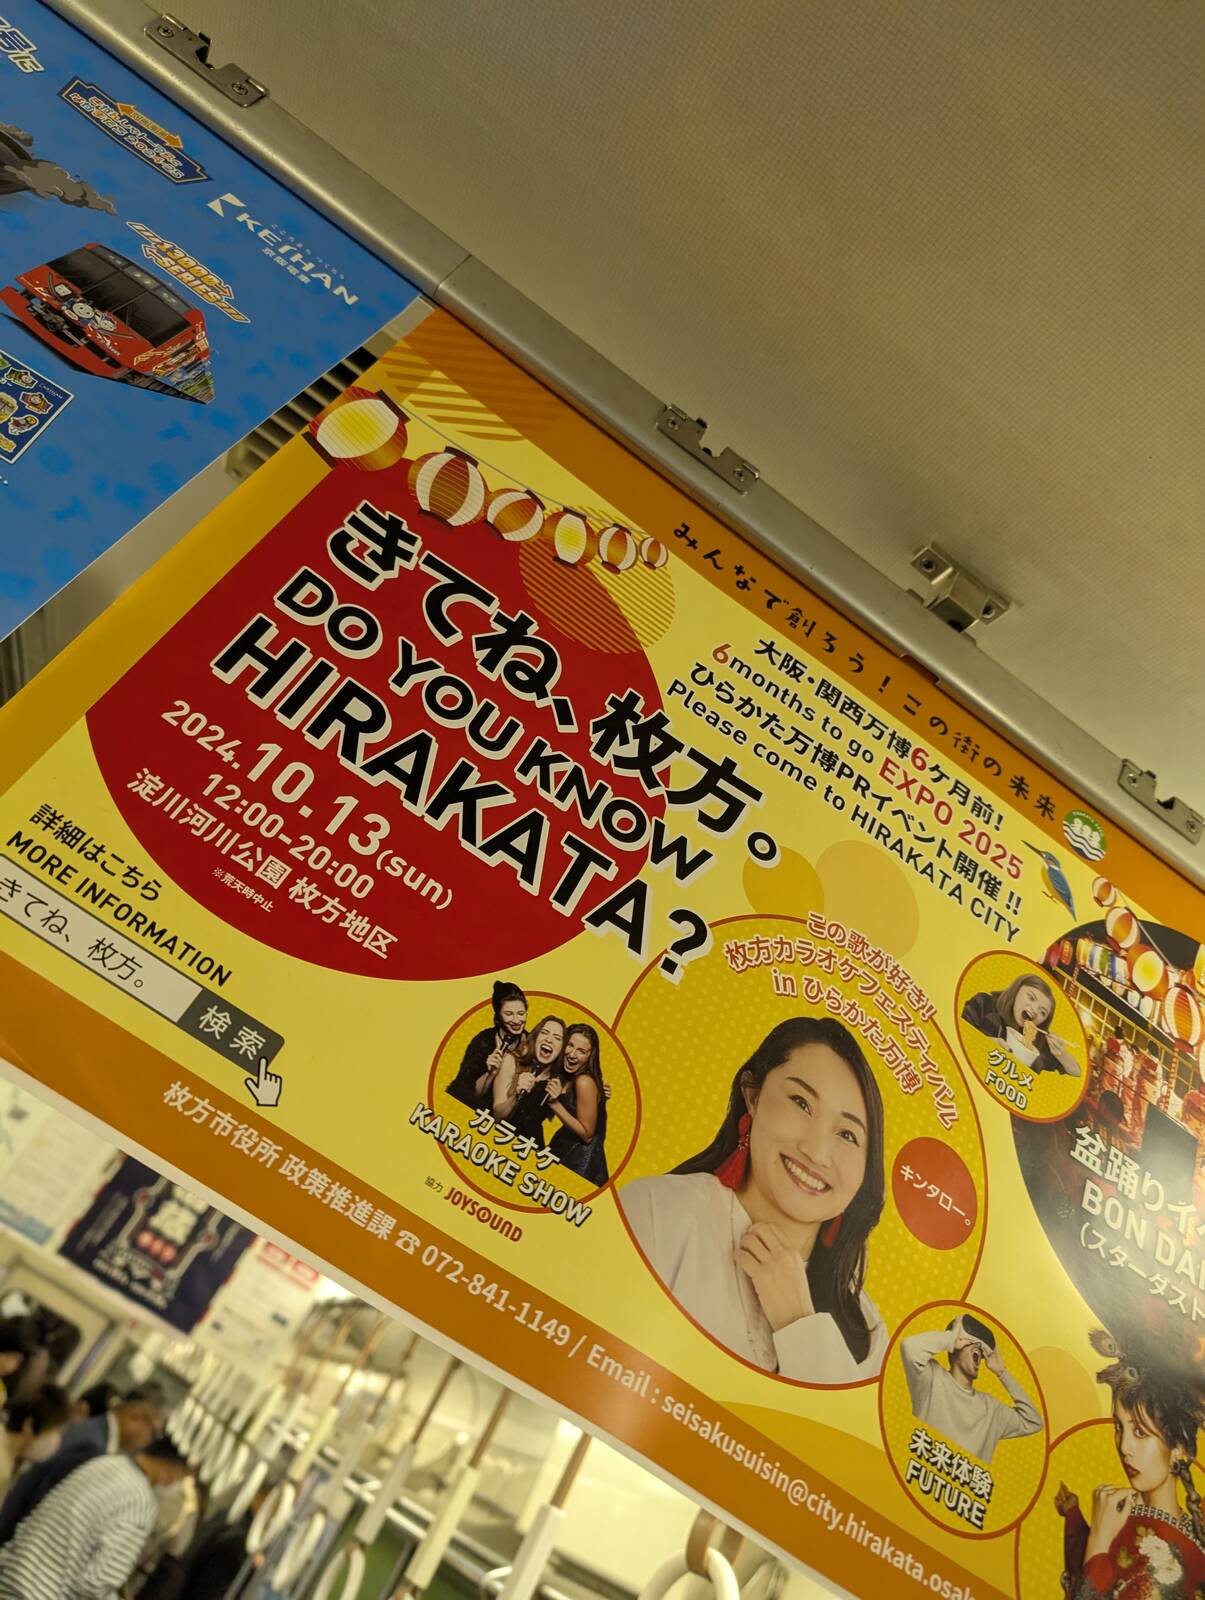 KEIHAN
京阪電車
13000
SERIES
みんなで創ろう！この街の未来
大阪・関西万博6ケ月前！
6months to go EXPO 2025
ひらかた万博PRイベント開催！！
Please come to HIRAKATA CITY
きてね、枚方。
DO YOU KNOW
HIRAKATA?
2024.10.13(sun)
12:00-20:00
淀川河川公園 枚方地区
※荒天時中止
詳細はこちら
MORE INFORMATION
きてね、枚方。
検索
この歌が好き!!
枚方カラオケフェスティバル
in ひらかた万博
キンタロー。
カラオケ
KARAOKE SHOW
協力 JOYSOUND
グルメ
FOOD
盆踊りイ
BON DA
(スターダスト
未来体験
FUTURE
枚方市役所 政策推進課 ☎ 072-841-1149 / Email : seisakusuisin@city.hirakata.osak